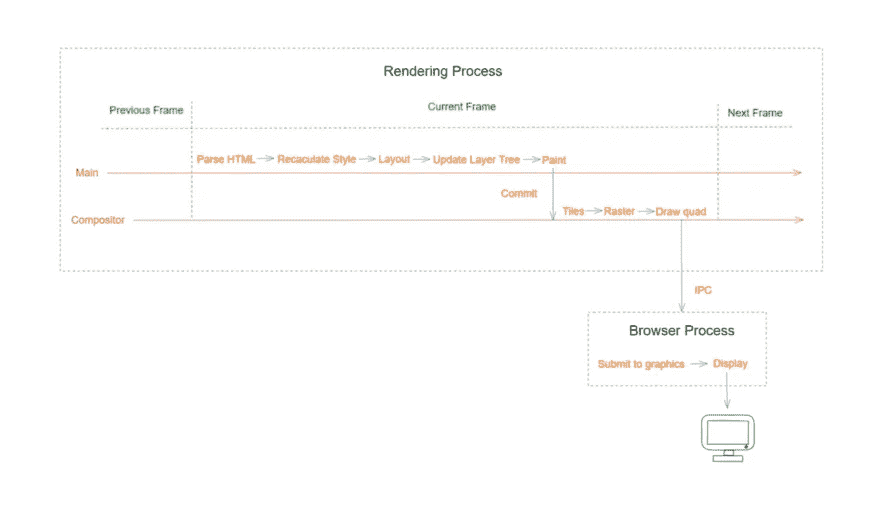 Rendering Process
Previous Frame
Current Frame
Next Frame
Parse HTML
Recaculate Style
Layout
Update Layer Tree
Paint
Main
Commit
Compositor
Tiles
Raster
Draw quad
IPC
Browser Process
Submit to graphics
Display